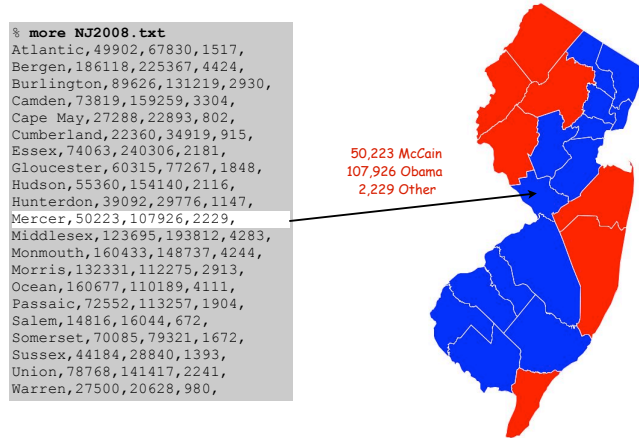 % more NJ2008.txt
Atlantic,49902,67830,1517,
Bergen,186118,225367,4424,
Burlington,89626,131219,2930,
Camden,73819,159259,3304,
Cape May,27288,22893,802,
Cumberland,22360,34919,915,
Essex,74063,240306,2181,
Gloucester,60315,77267,1848,
Hudson,55360,154140,2116,
Hunterdon,39092,29776,1147,
Mercer,50223,107926,2229,
Middlesex,123695,193812,4283,
Monmouth,160433,148737,4244,
Morris,132331,112275,2913,
Ocean,160677,110189,4111,
Passaic,72552,113257,1904,
Salem,14816,16044,672,
Somerset,70085,79321,1672,
Sussex,44184,28840,1393,
Union,78768,141417,2241,
Warren,27500,20628,980,
50,223 McCain
107,926 Obama
2,229 Other